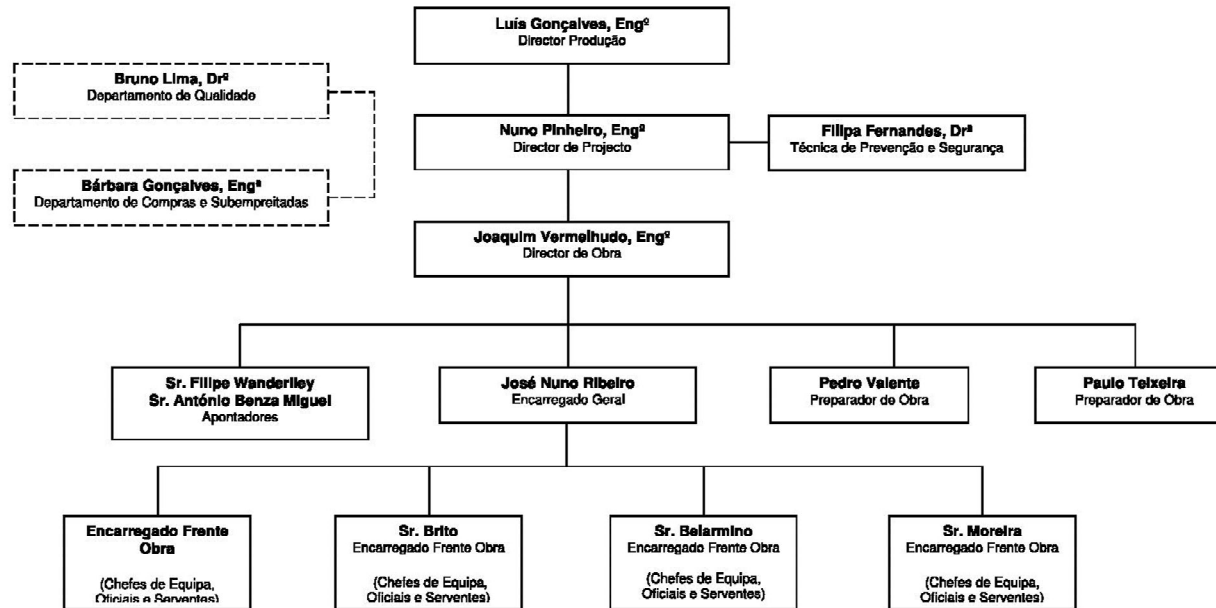 Luís Gonçalves, Engº
Director Produção
Bruno Lima, Drº
Departamento de Qualidade
Nuno Pinheiro, Engº
Director de Projecto
Filipa Fernandes, Drª
Técnica de Prevenção e Segurança
Bárbara Gonçalves, Engª
Departamento de Compras e Subempreitadas
Joaquim Vermelhudo, Engº
Director de Obra
Sr. Filipe Wanderlley
Sr. António Benza Miguel
Apontadores
José Nuno Ribeiro
Encarregado Geral
Pedro Valente
Preparador de Obra
Paulo Teixeira
Preparador de Obra
Encarregado Frente
Obra
(Chefes de Equipa,
Oficiais e Serventes)
Sr. Brito
Encarregado Frente Obra
(Chefes de Equipa,
Oficiais e Serventes)
Sr. Belarmino
Encarregado Frente Obra
(Chefes de Equipa,
Oficiais e Serventes)
Sr. Moreira
Encarregado Frente Obra
(Chefes de Equipa,
Oficiais e Serventes)